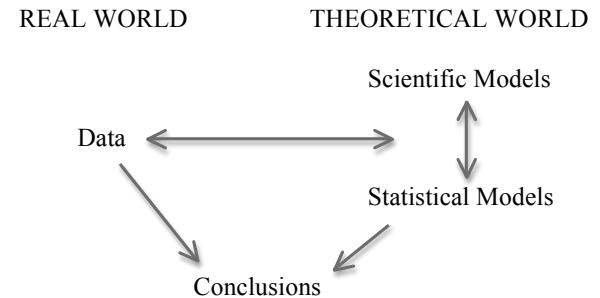 REAL WORLD
THEORETICAL WORLD
Scientific Models
Data
Statistical Models
Conclusions